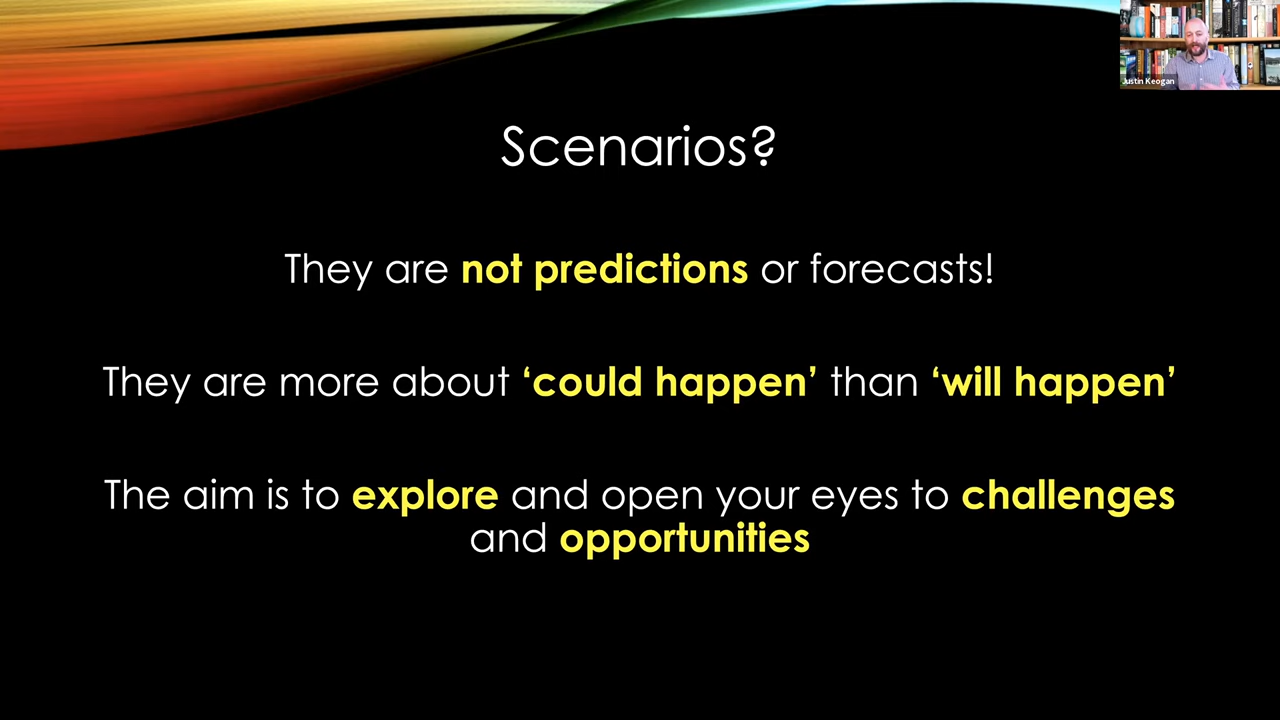 Justin Keogan
Scenarios?
They are not predictions or forecasts!
They are more about ‘could happen’ than ‘will happen’
The aim is to explore and open your eyes to challenges
and opportunities